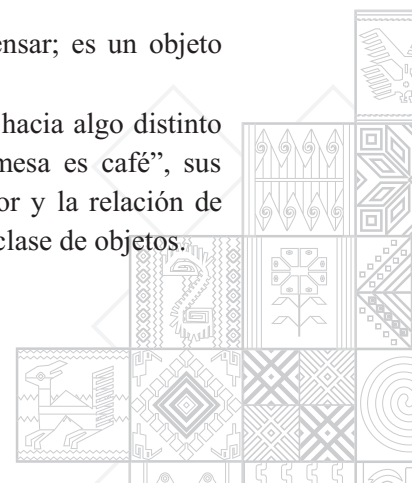 ensar; es un objeto
hacia algo distinto
mesa es café”, sus
or y la relación de
clase de objetos.